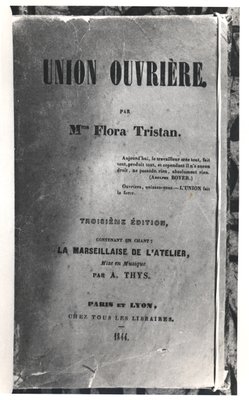 UNION OUVRIÈRE,
PAR
Mme Flora Tristan.
Aujourd'hui, le travailleur crée tout, fait
tout, produit tout, et cependant il n'a aucun
droit, ne possède rien, absolument rien.
(ADOLPHE BOYER.)
Ouvriers, unissez-vous—L'UNION fait
la force.
TROISIÈME ÉDITION,
CONTENANT UN CHANT:
LA MARSEILLAISE DE L'ATELIER,
Mise en Musique
PAR A. THYS.
PARIS ET LYON,
CHEZ TOUS LES LIBRAIRES.
1844.